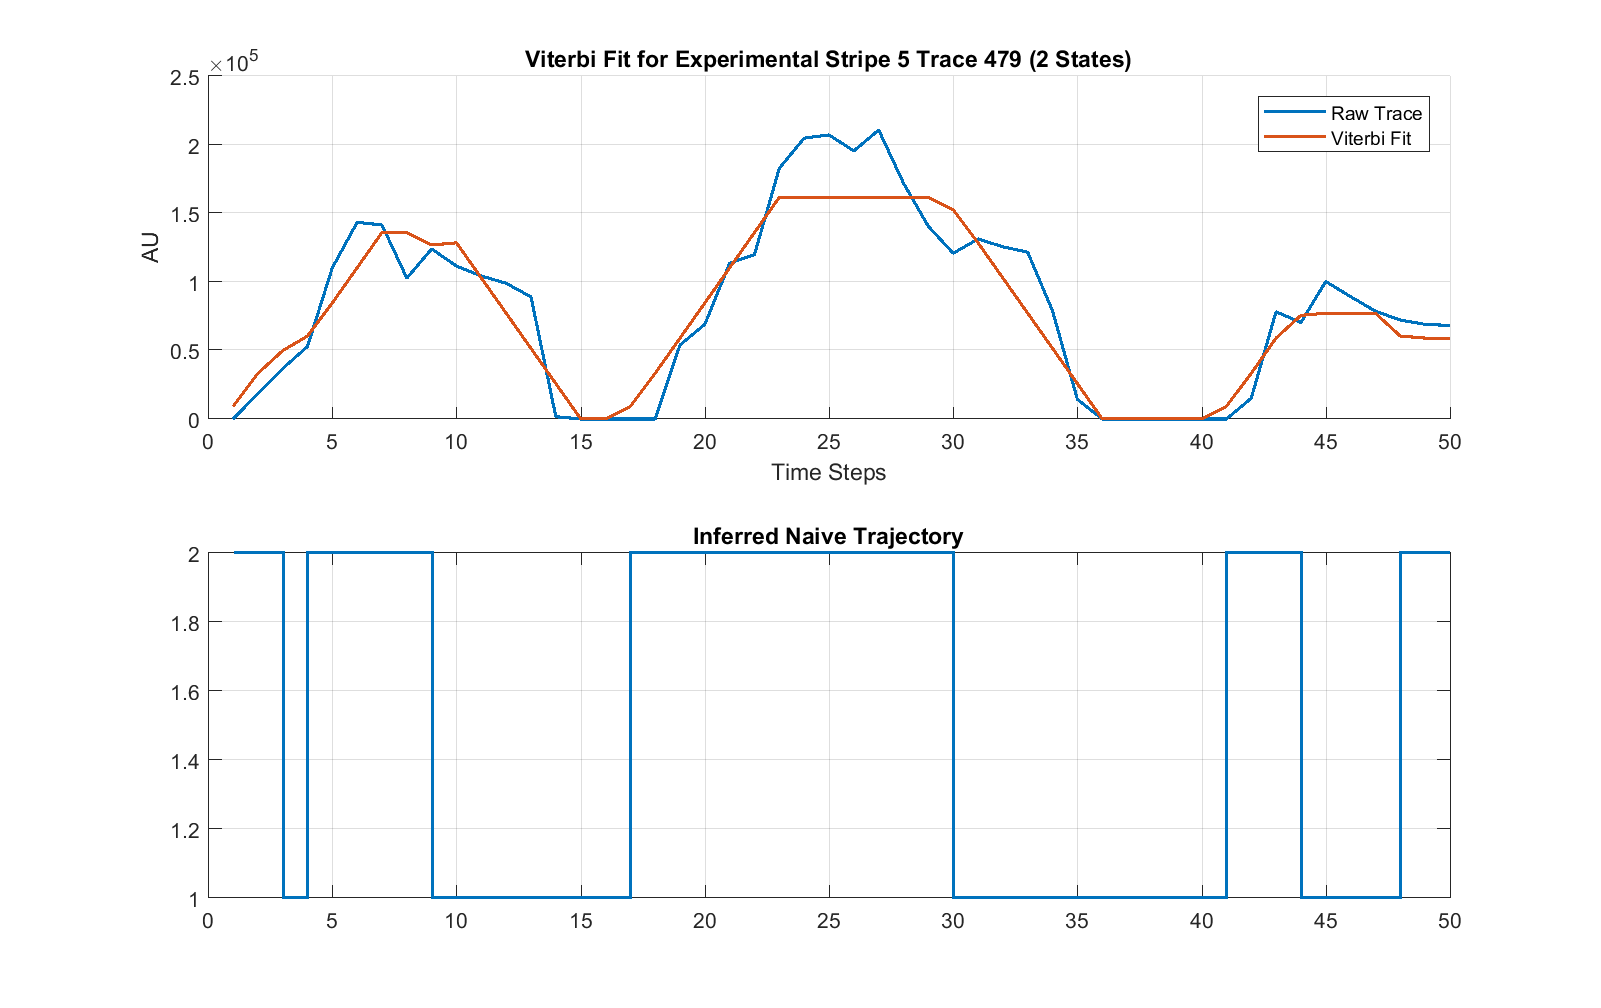 Viterbi Fit for Experimental Stripe 5 Trace 479 (2 States)
×10^5
2.5
2
1.5
1
0.5
0
AU
Raw Trace
Viterbi Fit
0 5 10 15 20 25 30 35 40 45 50
Time Steps
Inferred Naive Trajectory
2
1.8
1.6
1.4
1.2
1
0 5 10 15 20 25 30 35 40 45 50